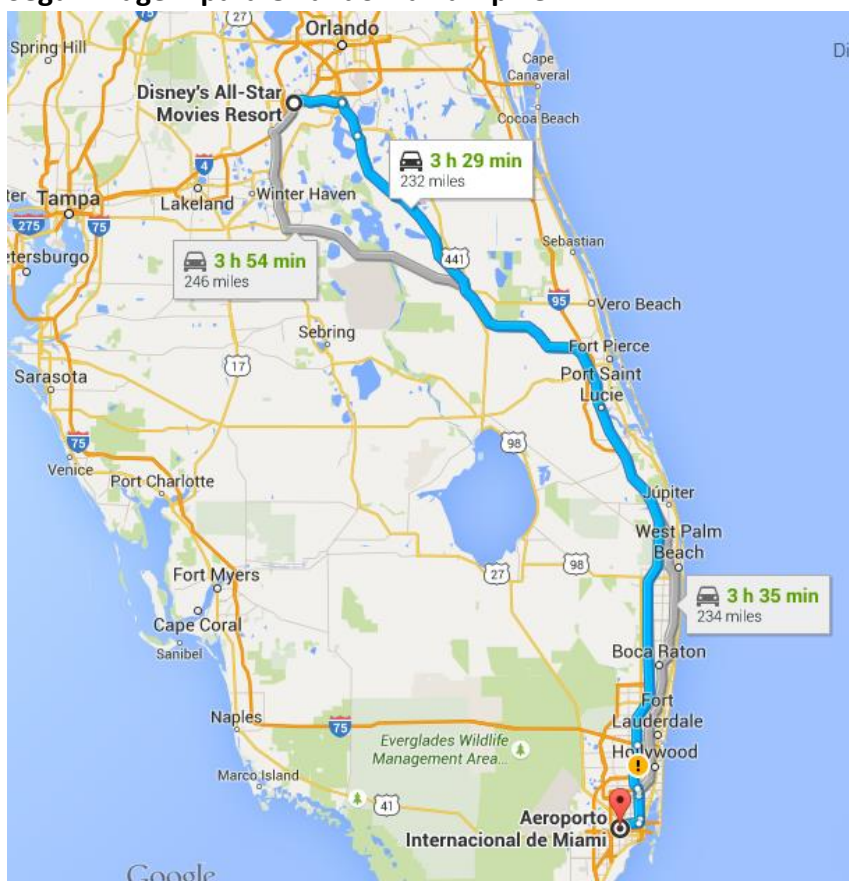 Orlando
Spring Hill
75
Cape
Canaveral
Disney's All-Star
Movies Resort
Cocoa Beach
3 h 29 min
232 miles
4
Tampa
Lakeland
Winter Haven
275
75
Sebastian
441
3 h 54 min
246 miles
95
Vero Beach
Sebring
17
Fort Pierce
Port Saint
Lucie
Sarasota
98
75
Venice
Port Charlotte
Júpiter
West Palm
Beach
27
98
Fort Myers
3 h 35 min
234 miles
Cape Coral
Sanibel
Boca Raton
Fort
Lauderdale
Naples
75
Everglades Wildlife
Management Area...
Hollywood
Marco Island
41
Aeroporto
Internacional de Miami
Google